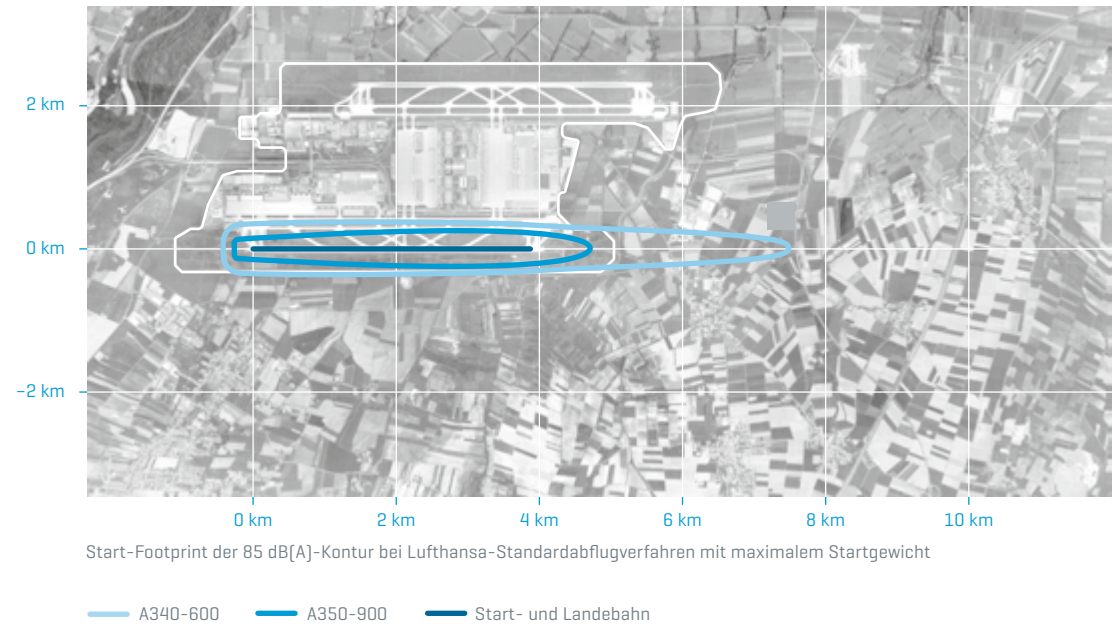 2 km
0 km
−2 km
0 km 2 km 4 km 6 km 8 km 10 km
Start-Footprint der 85 dB(A)-Kontur bei Lufthansa-Standardabflugverfahren mit maximalem Startgewicht
A340-600 A350-900 Start- und Landebahn